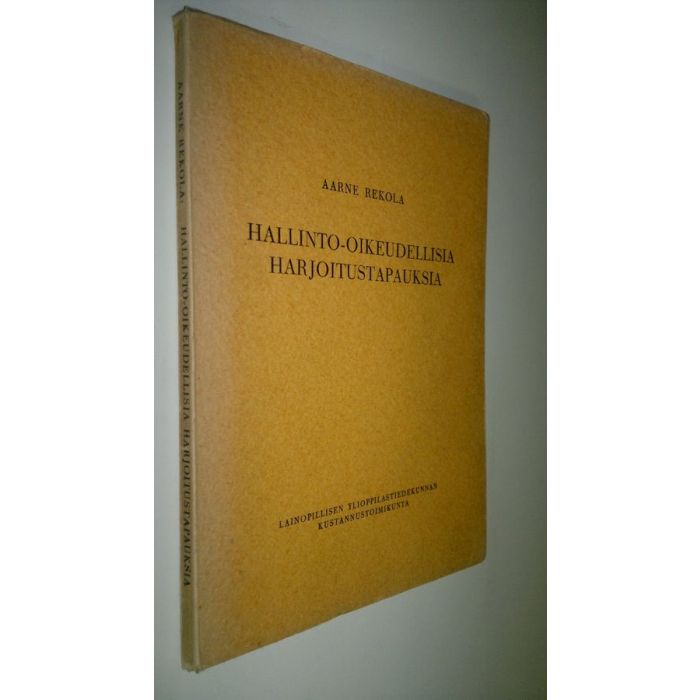 AARNE REKOLA
HALLINTO-OIKEUDELLISIA
HARJOITUSTAPAUKSIA
LAINOPILLISEN YLIOPPILASTIEDEKUNNAN
KUSTANNUSTOIMIKUNTA
AARNE REKOLA: HALLINTO-OIKEUDELLISIA HARJOITUSTAPAUKSIA